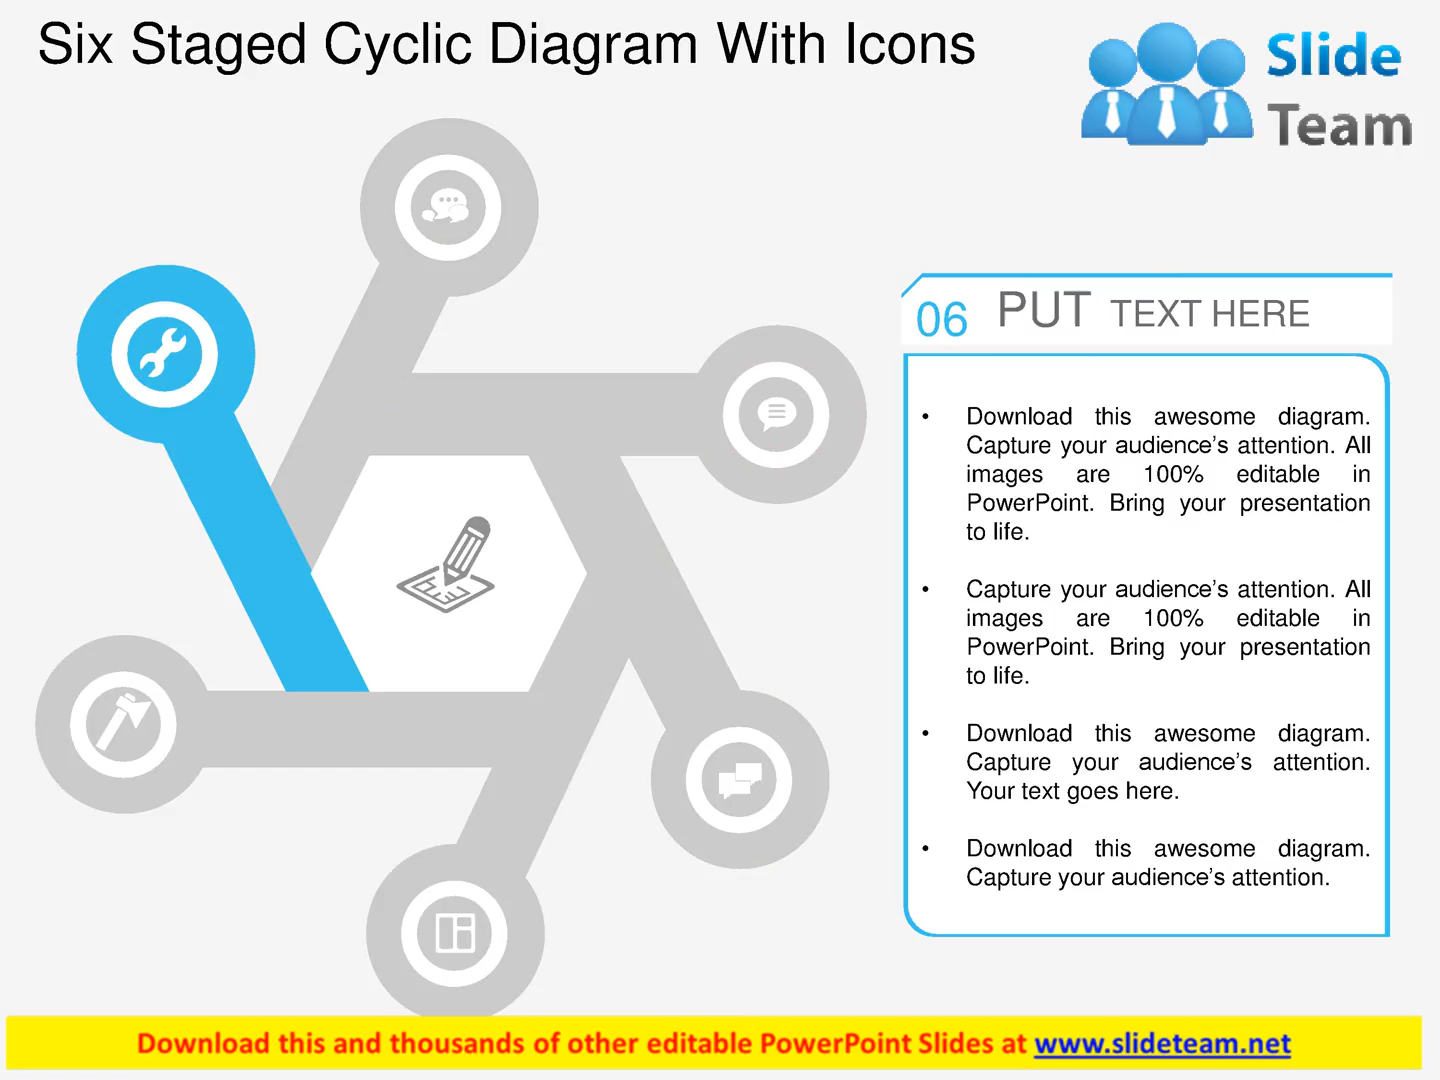 Six Staged Cyclic Diagram With Icons
Slide
Team
06 PUT TEXT HERE
• Download this awesome diagram.
Capture your audience’s attention. All
images are 100% editable in
PowerPoint. Bring your presentation
to life.
• Capture your audience’s attention. All
images are 100% editable in
PowerPoint. Bring your presentation
to life.
• Download this awesome diagram.
Capture your audience’s attention.
Your text goes here.
• Download this awesome diagram.
Capture your audience’s attention.
Download this and thousands of other editable PowerPoint Slides at www.slideteam.net